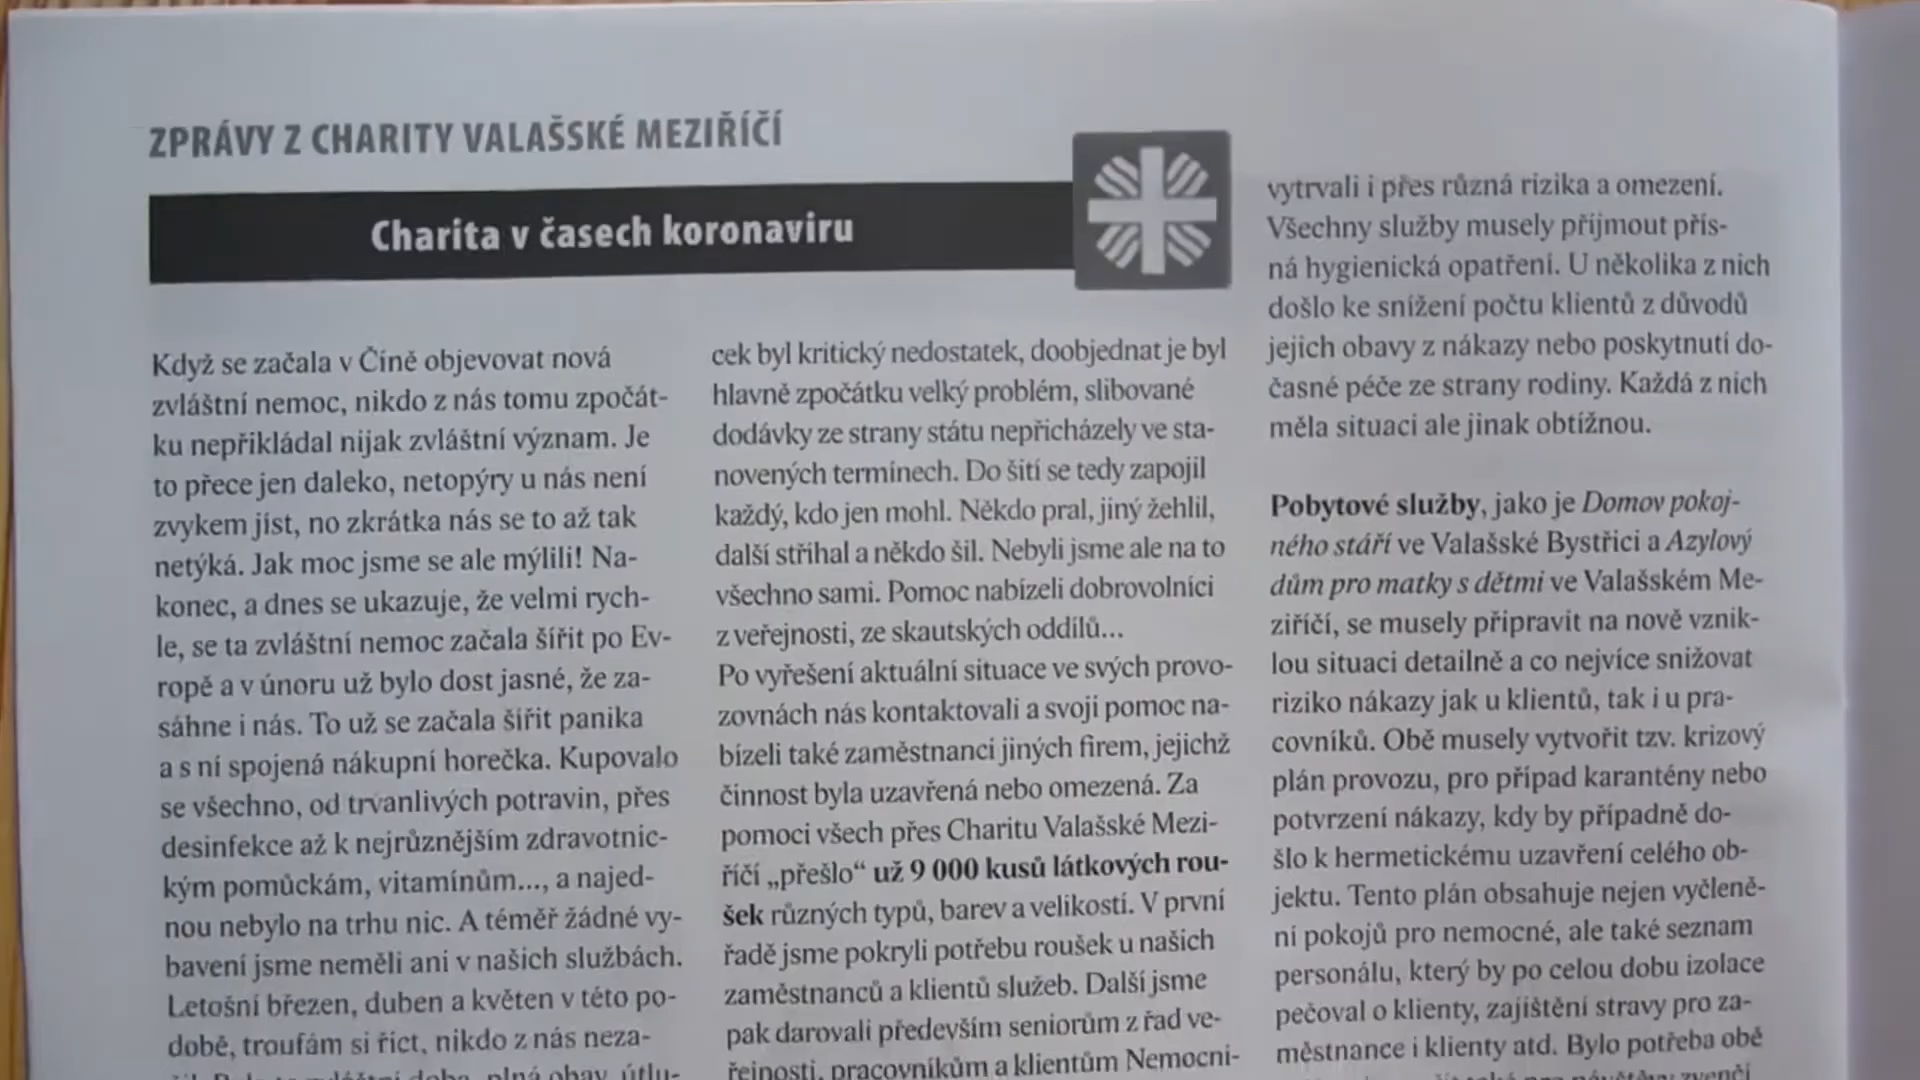 ZPRÁVY Z CHARITY VALAŠSKÉ MEZIŘÍČÍ
Charita v časech koronaviru
Když se začala v Číně objevovat nová
zvláštní nemoc, nikdo z nás tomu zpočát-
ku nepřikládal nijak zvláštní význam. Je
to přece jen daleko, netopýry u nás není
zvykem jíst, no zkrátka nás se to až tak
netýká. Jak moc jsme se ale mýlili! Na-
konec, a dnes se ukazuje, že velmi rych-
le, se ta zvláštní nemoc začala šířit po Ev-
ropě a v únoru už bylo dost jasné, že za-
sáhne i nás. To už se začala šířit panika
a s ní spojená nákupní horečka. Kupovalo
se všechno, od trvanlivých potravin, přes
desinfekce až k nejrůznějším zdravotnic-
kým pomůckám, vitamínům..., a najed-
nou nebylo na trhu nic. A téměř žádné vy-
bavení jsme neměli ani v našich službách.
Letošní březen, duben a květen v této po-
době, troufám si říct, nikdo z nás neza-
zvláštní doba, plná obav, útlu-
cek byl kritický nedostatek, doobjednat je byl
hlavně zpočátku velký problém, slibované
dodávky ze strany státu nepřicházely ve sta-
novených termínech. Do šití se tedy zapojil
každý, kdo jen mohl. Někdo pral, jiný žehlil,
další stříhal a někdo šil. Nebyli jsme ale na to
všechno sami. Pomoc nabízeli dobrovolníci
z veřejnosti, ze skautských oddílů...
Po vyřešení aktuální situace ve svých provo-
zovnách nás kontaktovali a svoji pomoc na-
bízeli také zaměstnanci jiných firem, jejichž
činnost byla uzavřená nebo omezená. Za
pomoci všech přes Charitu Valašské Mezi-
říčí „přešlo“ už 9 000 kusů látkových rou-
šek různých typů, barev a velikostí. V první
řadě jsme pokryli potřebu roušek u našich
zaměstnanců a klientů služeb. Další jsme
pak darovali především seniorům z řad ve-
řejnosti, pracovníkům a klientům Nemocni-
vytrvali i přes různá rizika a omezení.
Všechny služby musely příjmout přís-
ná hygienická opatření. U několika z nich
došlo ke snížení počtu klientů z důvodů
jejich obavy z nákazy nebo poskytnutí do-
časné péče ze strany rodiny. Každá z nich
měla situaci ale jinak obtížnou.
Pobytové služby, jako je Domov pokoj-
ného stáří ve Valašské Bystřici a Azylový
dům pro matky s dětmi ve Valašském Me-
ziříčí, se musely připravit na nově vznik-
lou situaci detailně a co nejvíce snižovat
riziko nákazy jak u klientů, tak i u pra-
covníků. Obě musely vytvořit tzv. krizový
plán provozu, pro případ karantény nebo
potvrzení nákazy, kdy by případně do-
šlo k hermetickému uzavření celého ob-
jektu. Tento plán obsahuje nejen vyčleně-
ní pokojů pro nemocné, ale také seznam
personálu, který by po celou dobu izolace
pečoval o klienty, zajištění stravy pro za-
městnance i klienty atd. Bylo potřeba obě